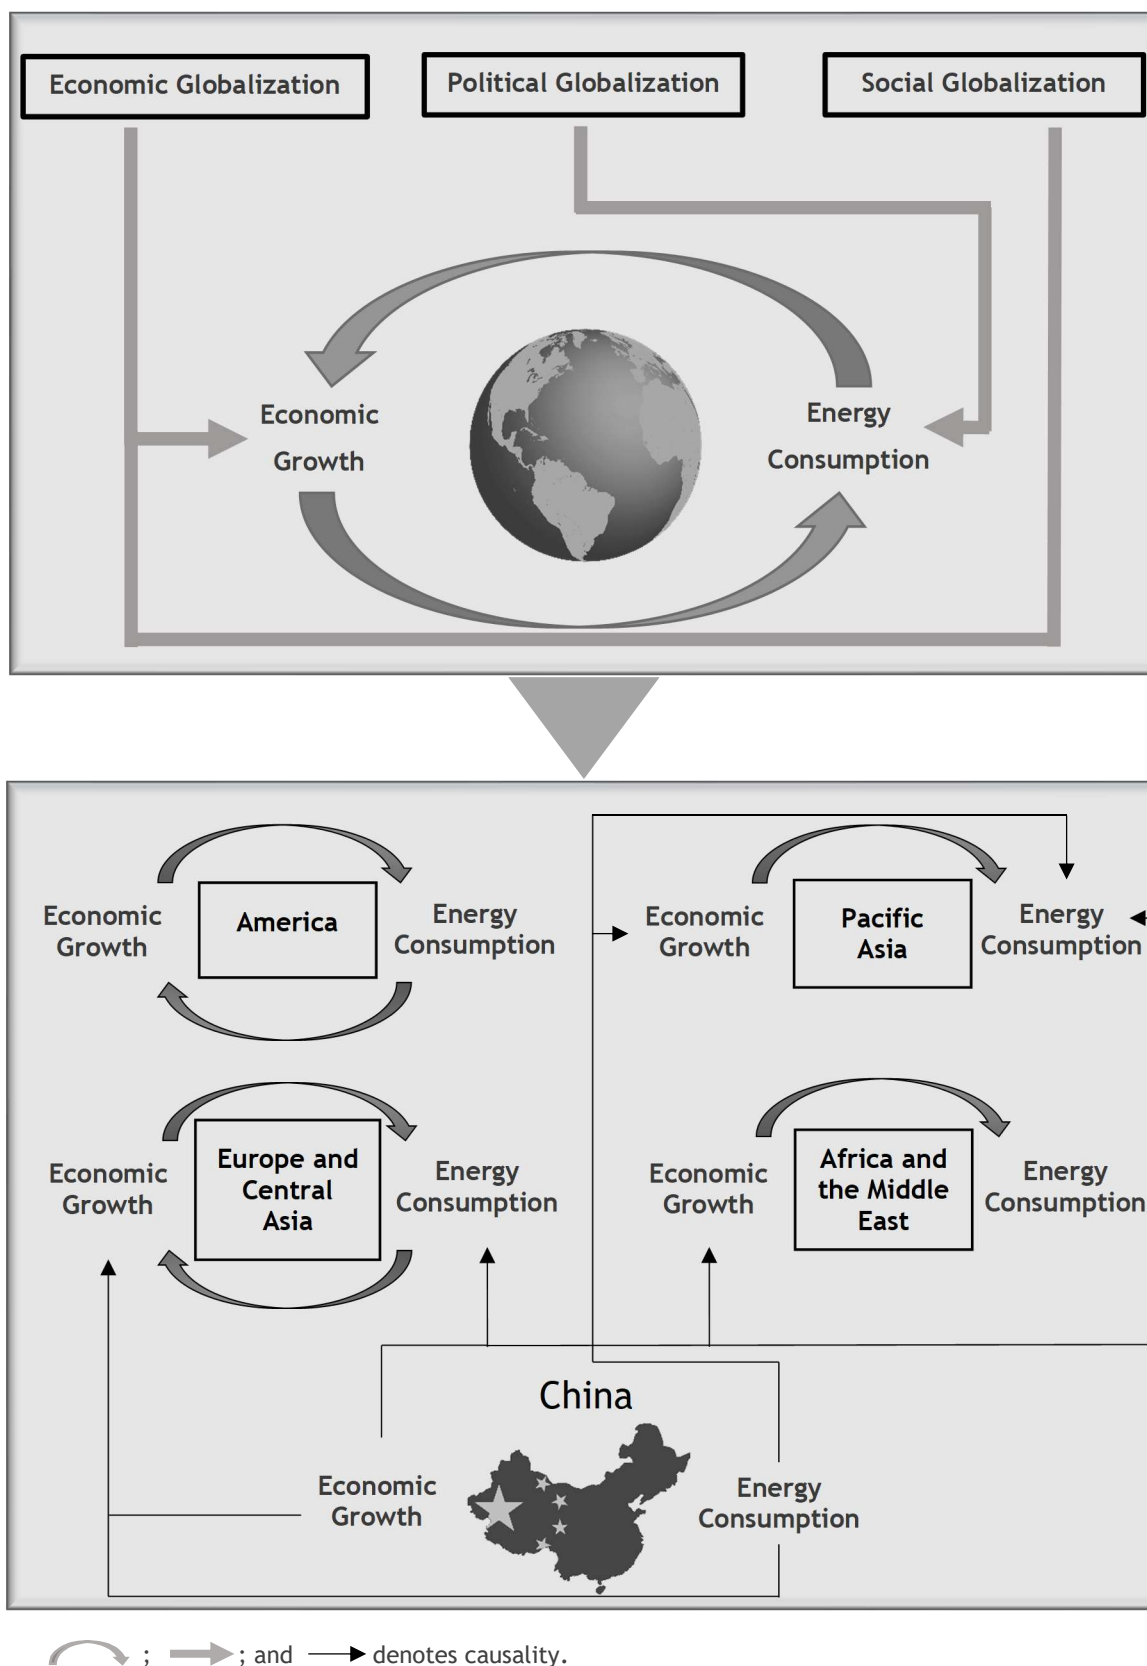 Economic Globalization
Political Globalization
Social Globalization
Economic
Growth
Energy
Consumption
Economic
Growth
America
Energy
Consumption
Economic
Growth
Pacific
Asia
Energy
Consumption
Economic
Growth
Europe and
Central
Asia
Energy
Consumption
Economic
Growth
Africa and
the Middle
East
Energy
Consumption
China
Economic
Growth
Energy
Consumption
; ; and denotes causality.